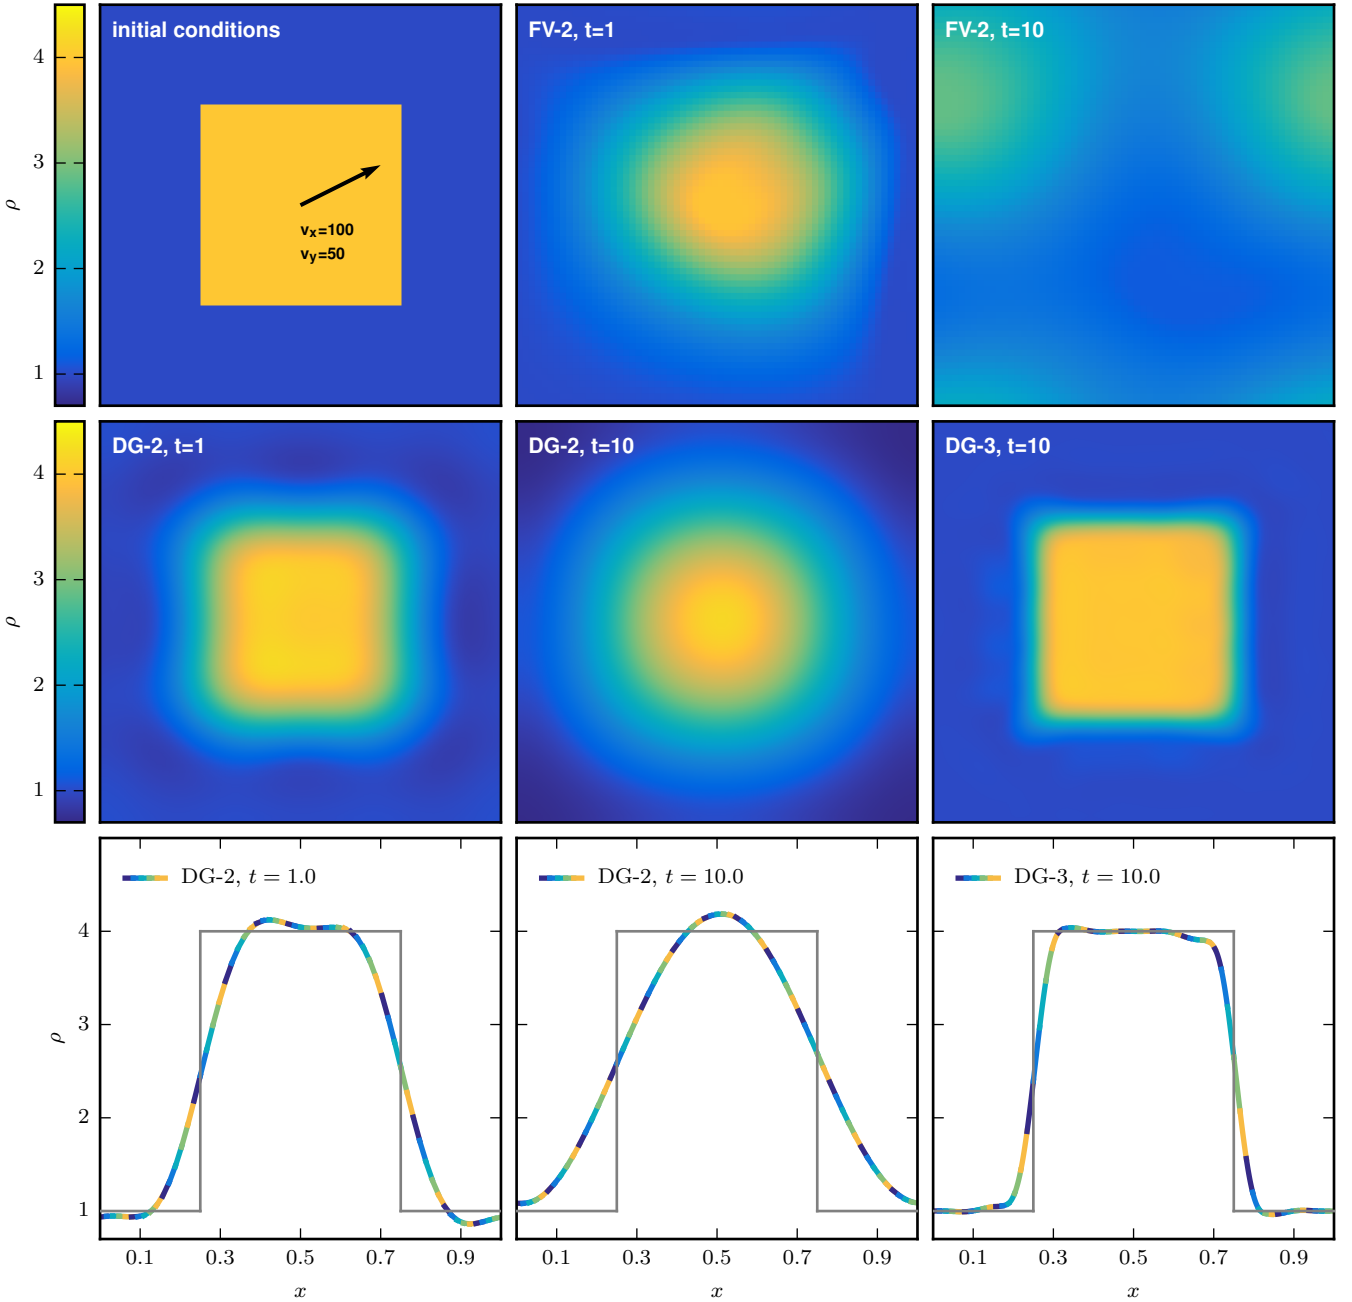 initial conditions
FV-2, t=1
FV-2, t=10
4
3
2
1
ρ
vx=100
vy=50
DG-2, t=1
DG-2, t=10
DG-3, t=10
4
3
2
1
ρ
DG-2, t = 1.0
DG-2, t = 10.0
DG-3, t = 10.0
4
3
2
1
ρ
0.1 0.3 0.5 0.7 0.9
0.1 0.3 0.5 0.7 0.9
0.1 0.3 0.5 0.7 0.9
x
x
x